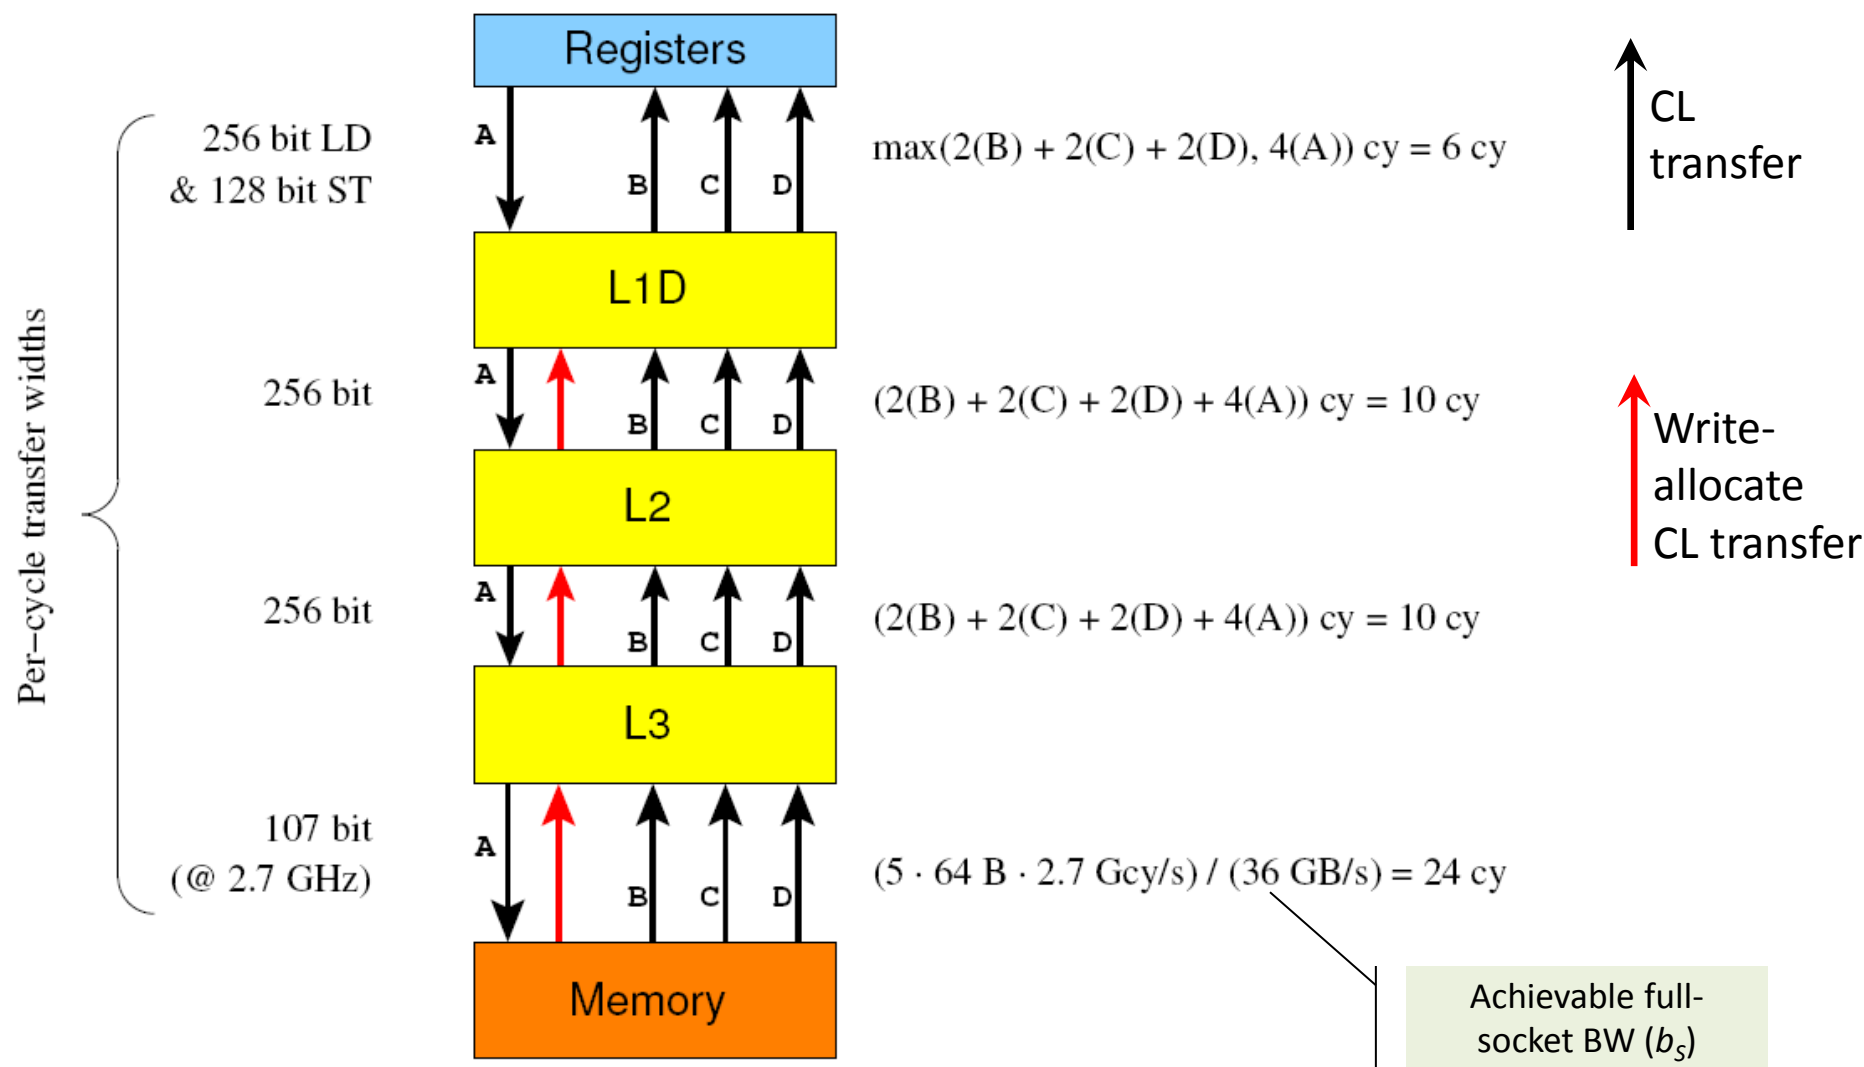 Registers
CL
transfer
256 bit LD
& 128 bit ST
A
B
C
D
max(2(B) + 2(C) + 2(D), 4(A)) cy = 6 cy
L1D
Per–cycle transfer widths
256 bit
A
B
C
D
(2(B) + 2(C) + 2(D) + 4(A)) cy = 10 cy
Write-
allocate
CL transfer
L2
256 bit
A
B
C
D
(2(B) + 2(C) + 2(D) + 4(A)) cy = 10 cy
L3
107 bit
(@ 2.7 GHz)
A
B
C
D
(5 · 64 B · 2.7 Gcy/s) / (36 GB/s) = 24 cy
Memory
Achievable full-
socket BW (bS)